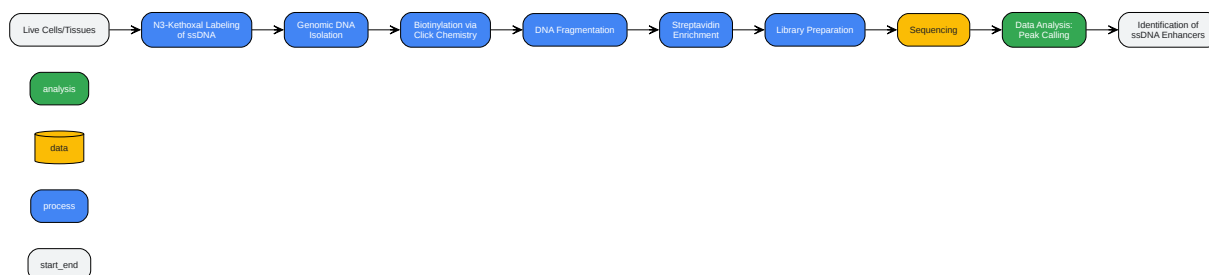 Live Cells/Tissues
N3-Kethoxal Labeling
of ssDNA
Genomic DNA
Isolation
Biotinylation via
Click Chemistry
DNA Fragmentation
Streptavidin
Enrichment
Library Preparation
Sequencing
Data Analysis:
Peak Calling
Identification of
ssDNA Enhancers
analysis
data
process
start_end